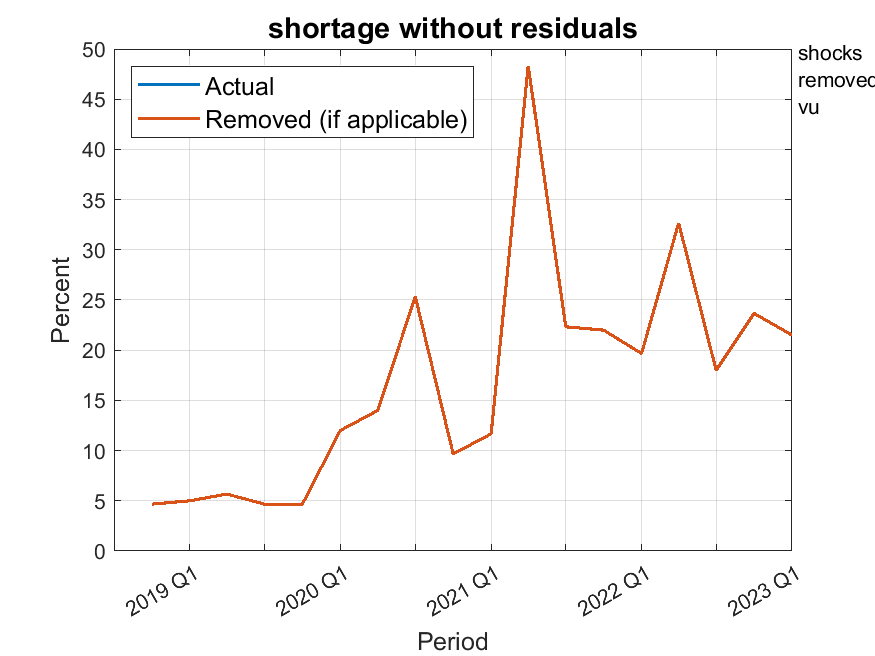 shortage without residuals
shocks
removed
vu
Actual
Removed (if applicable)
50
45
40
35
30
25
20
15
10
5
0
Percent
2019 Q1
2020 Q1
2021 Q1
2022 Q1
2023 Q1
Period